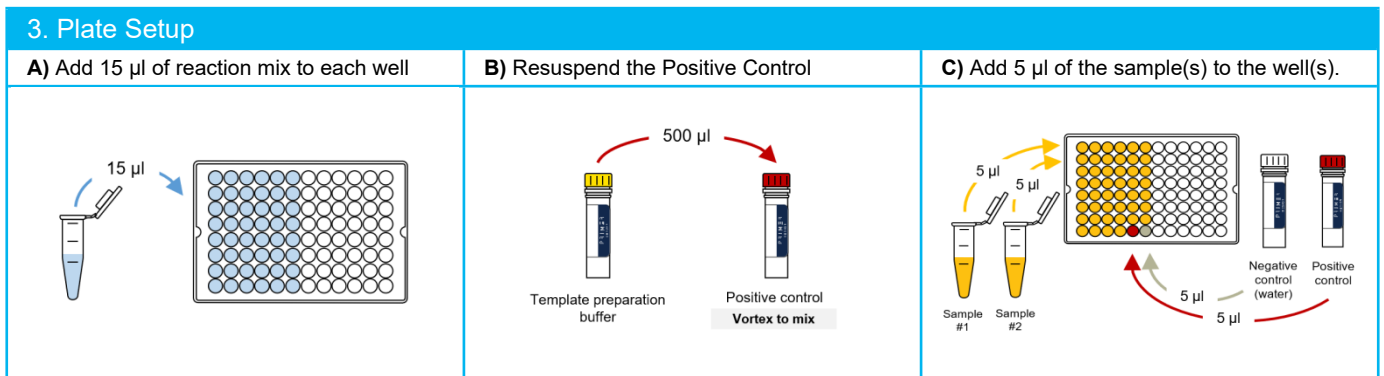 3. Plate Setup
A) Add 15 µl of reaction mix to each well
B) Resuspend the Positive Control
C) Add 5 µl of the sample(s) to the well(s).
15 µl
500 µl
Template preparation
buffer
Positive control
Vortex to mix
5 µl
5 µl
Sample
#1
Sample
#2
Negative
control
(water)
Positive
control
5 µl
5 µl